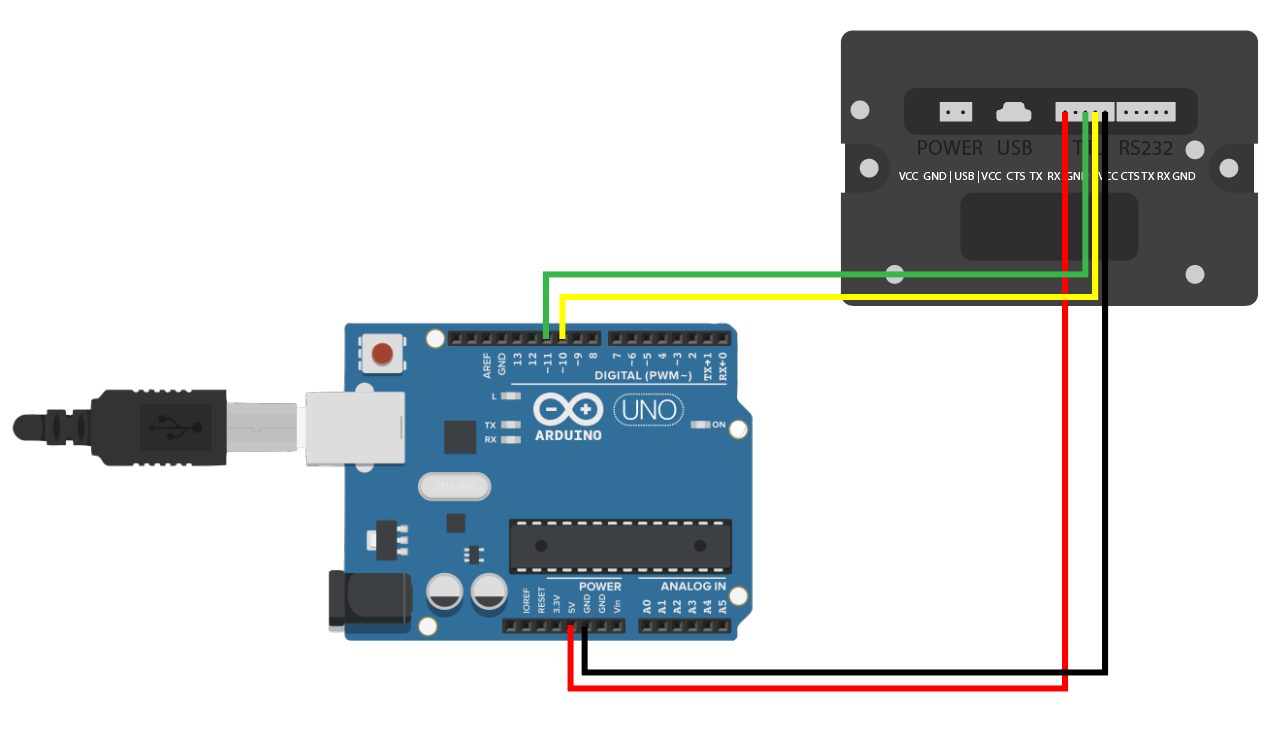 POWER USB TTL RS232
VCC GND | USB | VCC CTS TX RX GND VCC CTS TX RX GND
AREF
GND
13
12
~11
~10
~9
8
7
~6
~5
4
~3
2
TX→1
RX←0
DIGITAL (PWM~)
L
TX
RX
ARDUINO
UNO
ON
POWER
ANALOG IN
IOREF
RESET
3.3V
5V
GND
GND
Vin
A0
A1
A2
A3
A4
A5